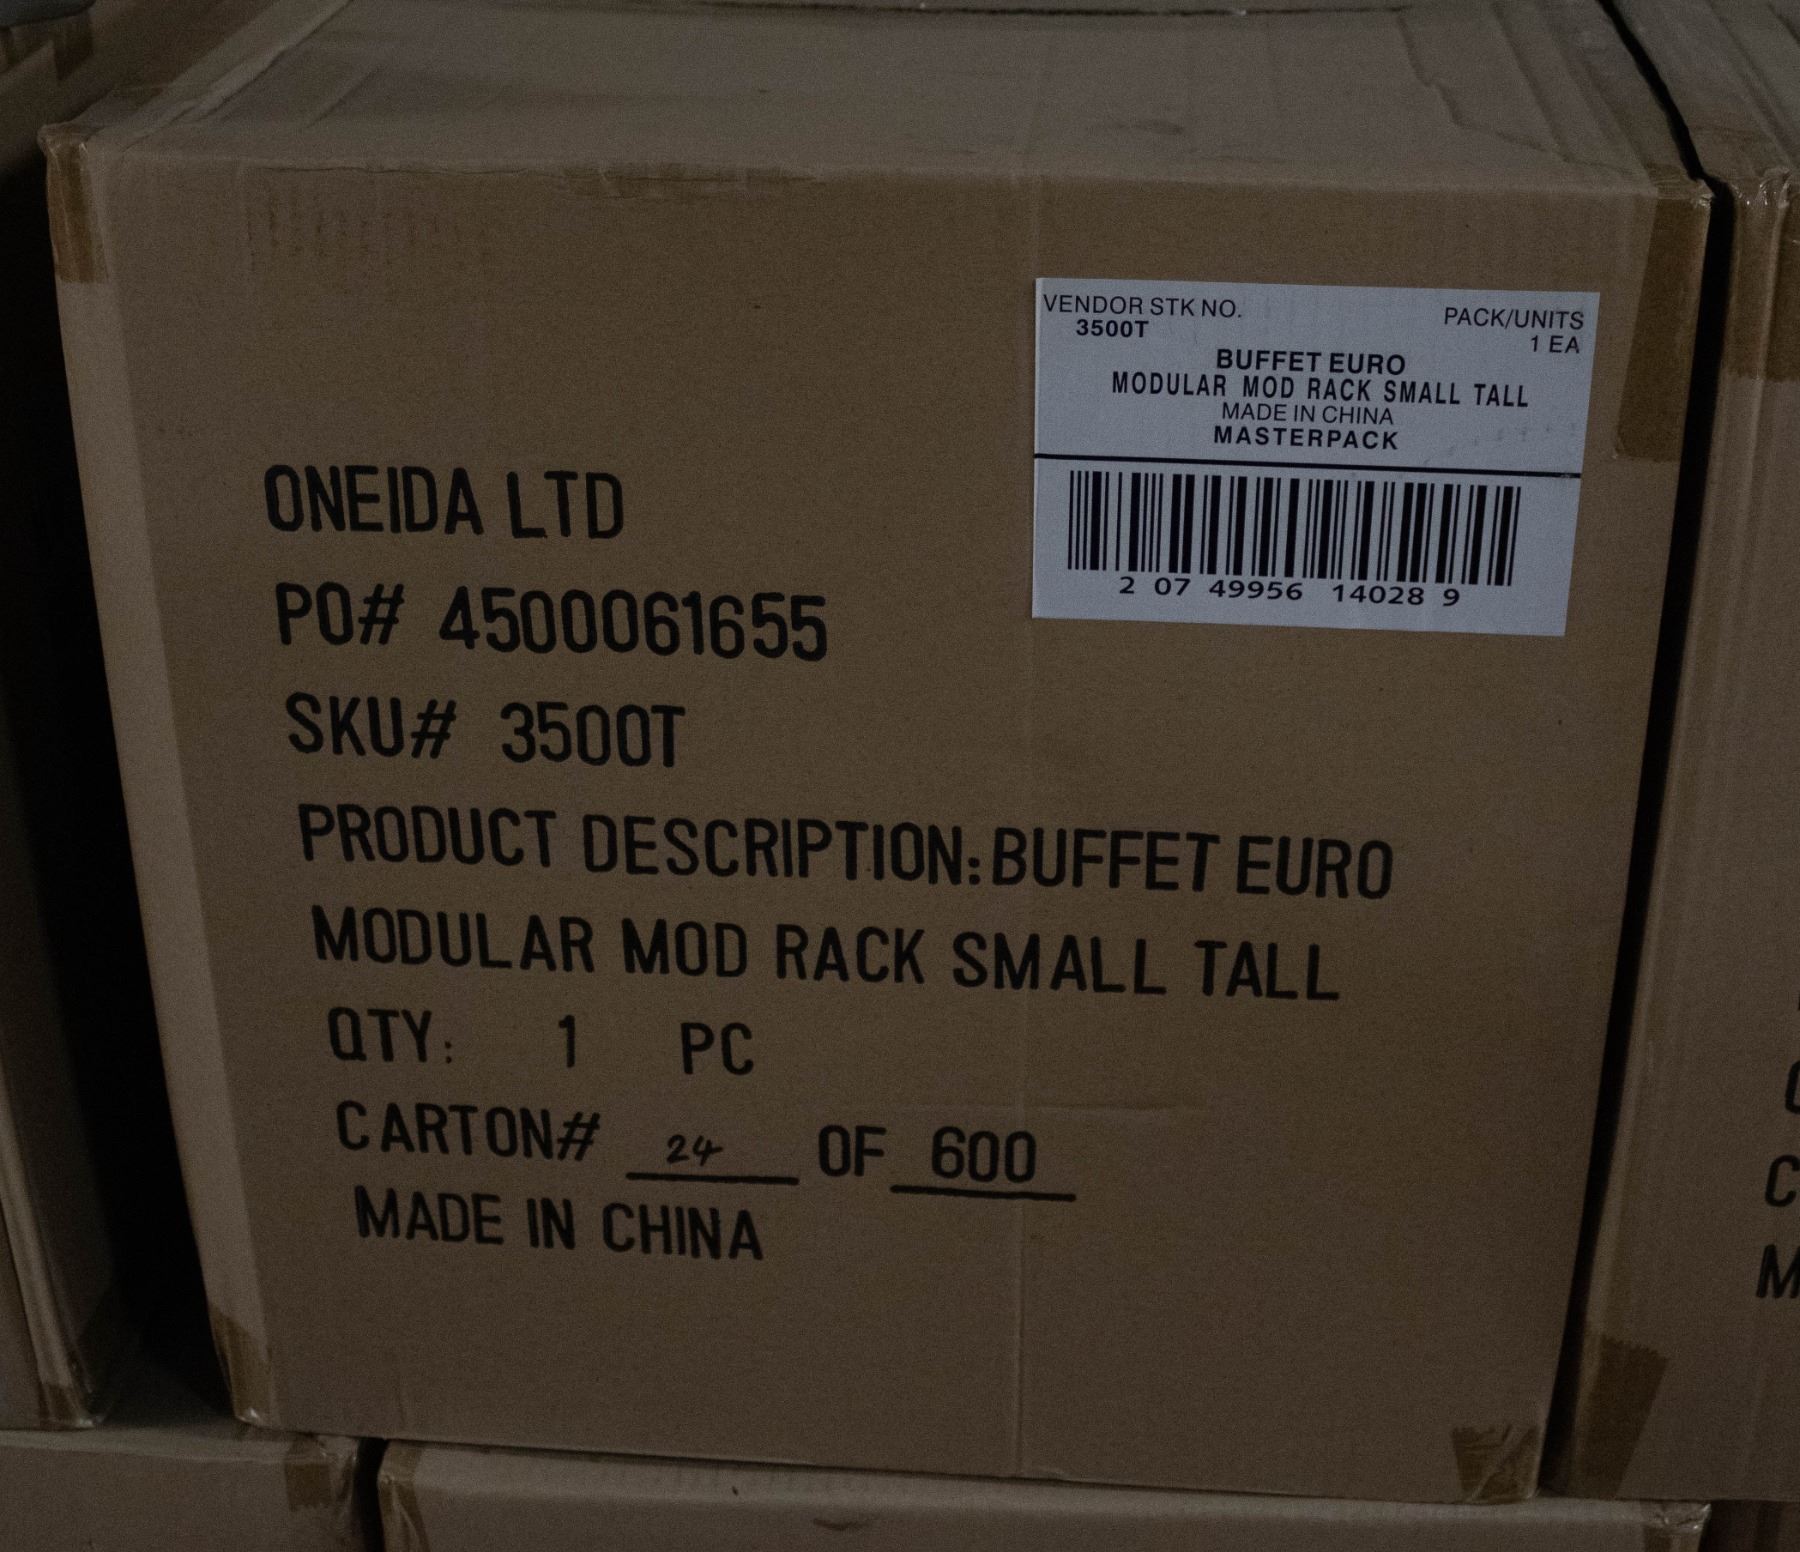 VENDOR STK NO. PACK/UNITS
3500T 1 EA
BUFFET EURO
MODULAR MOD RACK SMALL TALL
MADE IN CHINA
MASTERPACK
2 07 49956 14028 9
ONEIDA LTD
PO# 4500061655
SKU# 3500T
PRODUCT DESCRIPTION:BUFFET EURO
MODULAR MOD RACK SMALL TALL
QTY: 1 PC
CARTON# 24 OF 600
MADE IN CHINA